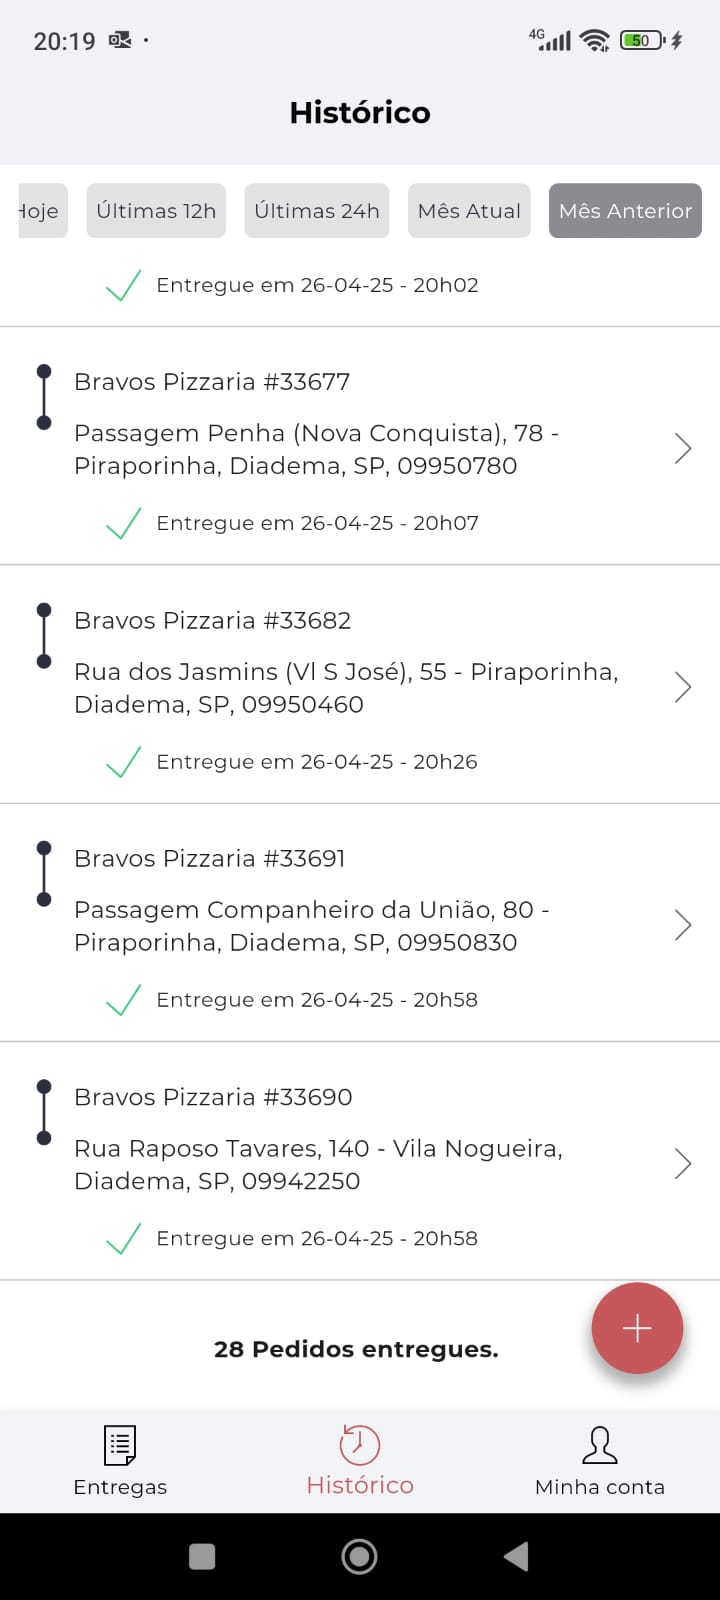 20:19
4G
50
Histórico
Hoje
Últimas 12h
Últimas 24h
Mês Atual
Mês Anterior
Entregue em 26-04-25 - 20h02
Bravos Pizzaria #33677
Passagem Penha (Nova Conquista), 78 -
Piraporinha, Diadema, SP, 09950780
Entregue em 26-04-25 - 20h07
Bravos Pizzaria #33682
Rua dos Jasmins (Vl S José), 55 - Piraporinha,
Diadema, SP, 09950460
Entregue em 26-04-25 - 20h26
Bravos Pizzaria #33691
Passagem Companheiro da União, 80 -
Piraporinha, Diadema, SP, 09950830
Entregue em 26-04-25 - 20h58
Bravos Pizzaria #33690
Rua Raposo Tavares, 140 - Vila Nogueira,
Diadema, SP, 09942250
Entregue em 26-04-25 - 20h58
28 Pedidos entregues.
Entregas
Histórico
Minha conta